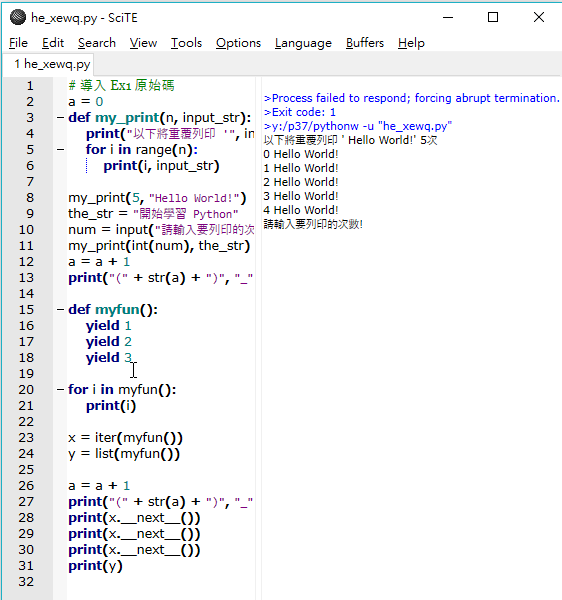 he_xewq.py - SciTE
File Edit Search View Tools Options Language Buffers Help
1 he_xewq.py
1 # 導入 Ex1 原始碼
2 a = 0
3 def my_print(n, input_str):
4 print("以下將重覆列印 '", in
5 for i in range(n):
6 print(i, input_str)
7
8 my_print(5, "Hello World!")
9 the_str = "開始學習 Python"
10 num = input("請輸入要列印的次
11 my_print(int(num), the_str)
12 a = a + 1
13 print("(" + str(a) + ")", "_"
14
15 def myfun():
16 yield 1
17 yield 2
18 yield 3
19
20 for i in myfun():
21 print(i)
22
23 x = iter(myfun())
24 y = list(myfun())
25
26 a = a + 1
27 print("(" + str(a) + ")", "_"
28 print(x.__next__())
29 print(x.__next__())
30 print(x.__next__())
31 print(y)
32
>Process failed to respond; forcing abrupt termination.
>Exit code: 1
>y:/p37/pythonw -u "he_xewq.py"
以下將重覆列印 ' Hello World!' 5次
0 Hello World!
1 Hello World!
2 Hello World!
3 Hello World!
4 Hello World!
請輸入要列印的次數!